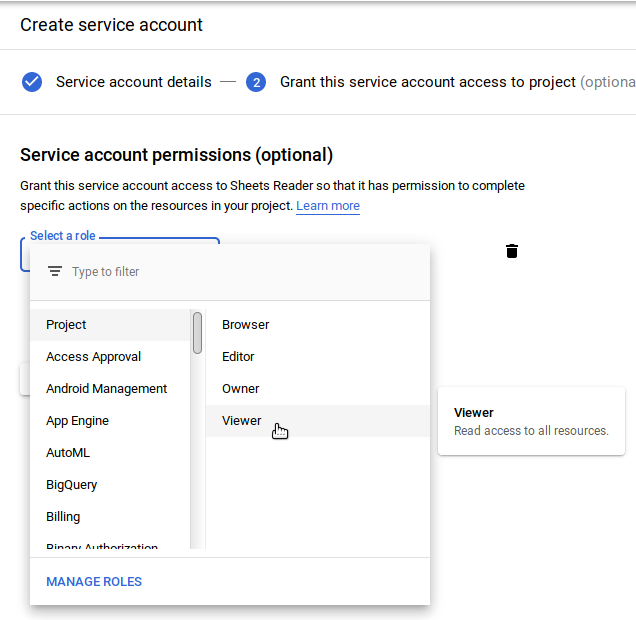 Create service account
Service account details
2 Grant this service account access to project (optiona
Service account permissions (optional)
Grant this service account access to Sheets Reader so that it has permission to complete
specific actions on the resources in your project. Learn more
Select a role
Type to filter
Project
Access Approval
Android Management
App Engine
AutoML
BigQuery
Billing
Binary Authorization
Browser
Editor
Owner
Viewer
Viewer
Read access to all resources.
MANAGE ROLES